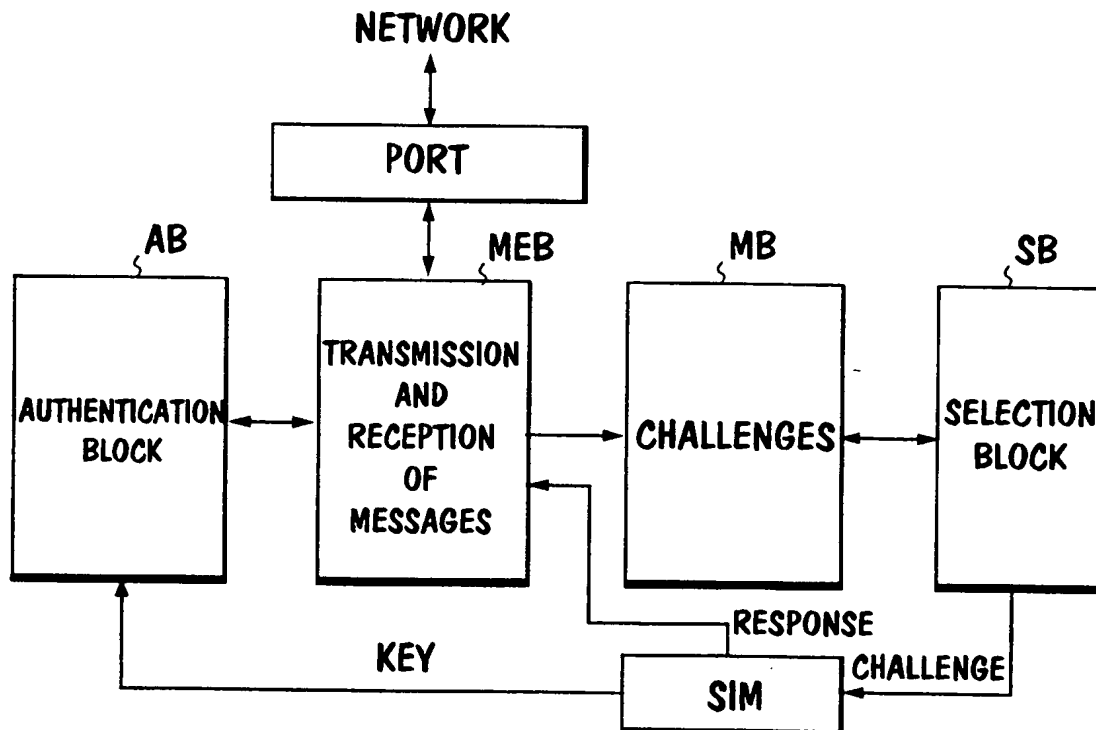 NETWORK
PORT
AB
MEB
MB
SB
AUTHENTICATION
BLOCK
TRANSMISSION
AND
RECEPTION
OF
MESSAGES
CHALLENGES
SELECTION
BLOCK
RESPONSE
KEY
CHALLENGE
SIM